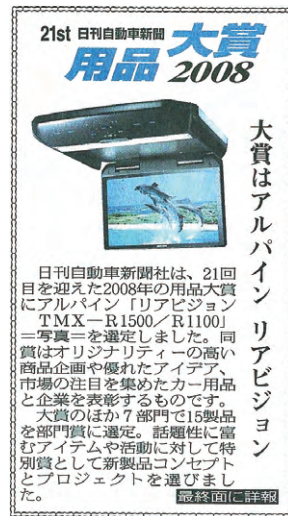 21st 日刊自動車新聞
用品大賞
2008
大賞はアルパイン リアビジョン
日刊自動車新聞社は、21回
目を迎えた2008年の用品大賞
にアルパイン「リアビジョン
TMX－R1500／R1100」
＝写真＝を選定しました。同
賞はオリジナリティーの高い
商品企画や優れたアイデア、
市場の注目を集めたカー用品
と企業を表彰するものです。
大賞のほか7部門で15製品
を部門賞に選定。話題性に富
むアイテムや活動に対して特
別賞として新製品コンセプト
とプロジェクトを選びまし
た。
最終面に詳報